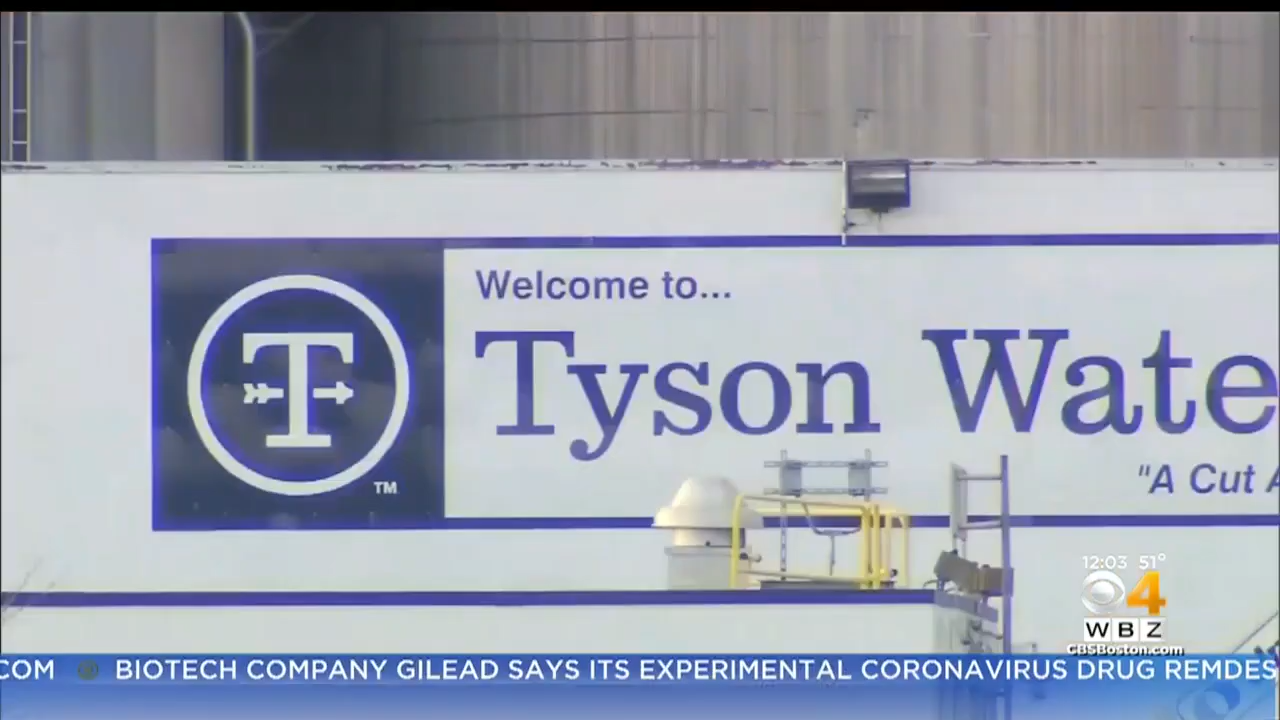 Welcome to...
T
Tyson Wate
TM
"A Cut A
12:03 51°
4
WBZ
CBSBoston.com
COM BIOTECH COMPANY GILEAD SAYS ITS EXPERIMENTAL CORONAVIRUS DRUG REMDES